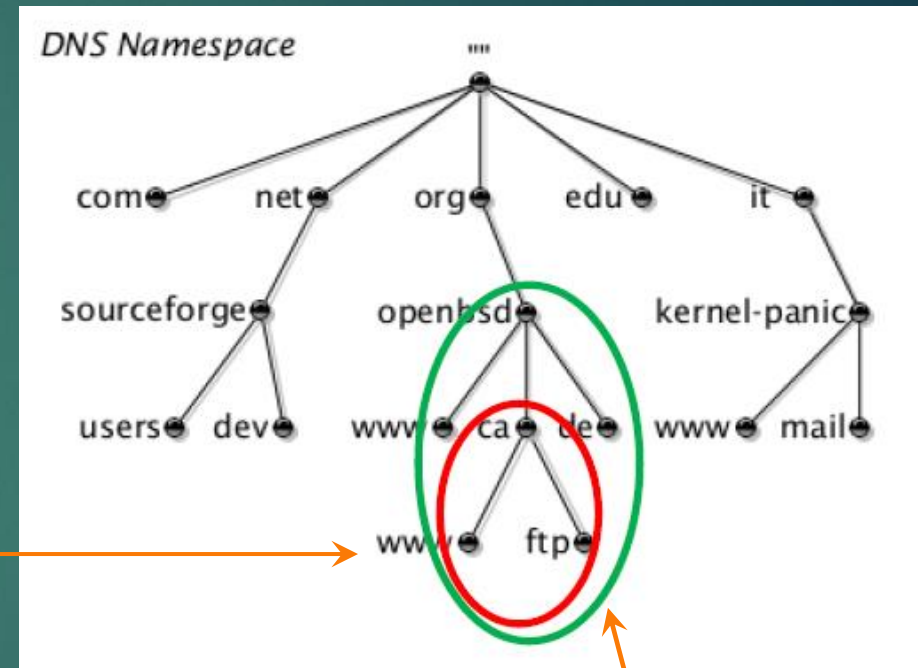 DNS Namespace ""
com net org edu it
sourceforge openbsd kernel-panic
users dev www ca de www mail
www ftp